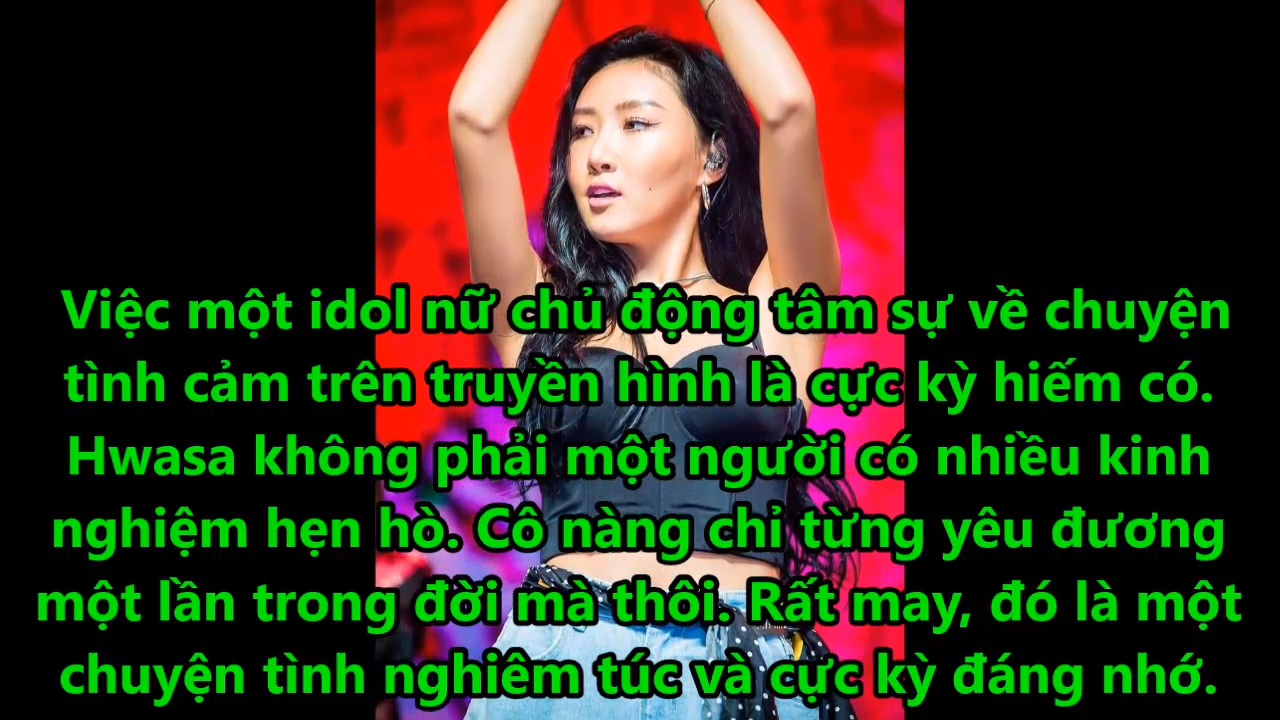 Việc một idol nữ chủ động tâm sự về chuyện
tình cảm trên truyền hình là cực kỳ hiếm có.
Hwasa không phải một người có nhiều kinh
nghiệm hẹn hò. Cô nàng chỉ từng yêu đương
một lần trong đời mà thôi. Rất may, đó là một
chuyện tình nghiêm túc và cực kỳ đáng nhớ.